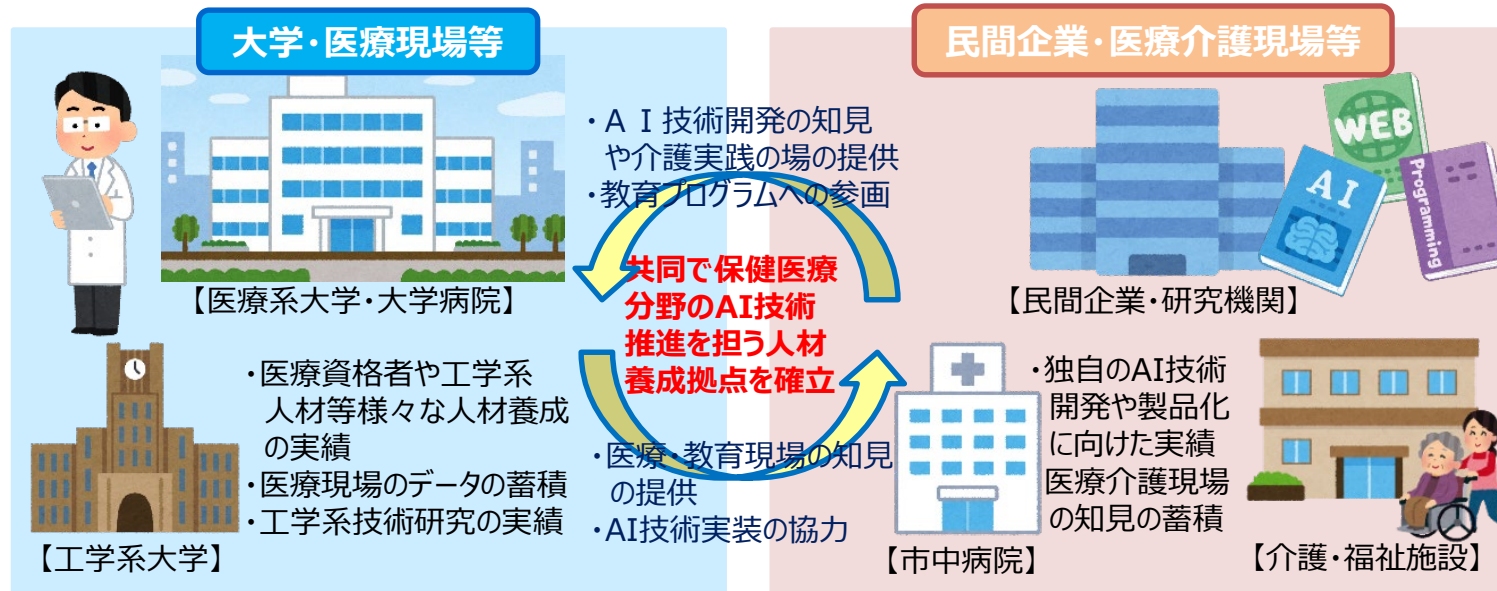 大学・医療現場等
民間企業・医療介護現場等
・ＡＩ技術開発の知見
や介護実践の場の提供
・教育プログラムへの参画
WEB
AI
Programming
共同で保健医療
分野のAI技術
推進を担う人材
養成拠点を確立
【医療系大学・大学病院】
【民間企業・研究機関】
・医療資格者や工学系
人材等様々な人材養成
の実績
・医療現場のデータの蓄積
・工学系技術研究の実績
・医療・教育現場の知見
の提供
・AI技術実装の協力
・独自のAI技術
開発や製品化
に向けた実績
医療介護現場
の知見の蓄積
【工学系大学】
【市中病院】
【介護・福祉施設】